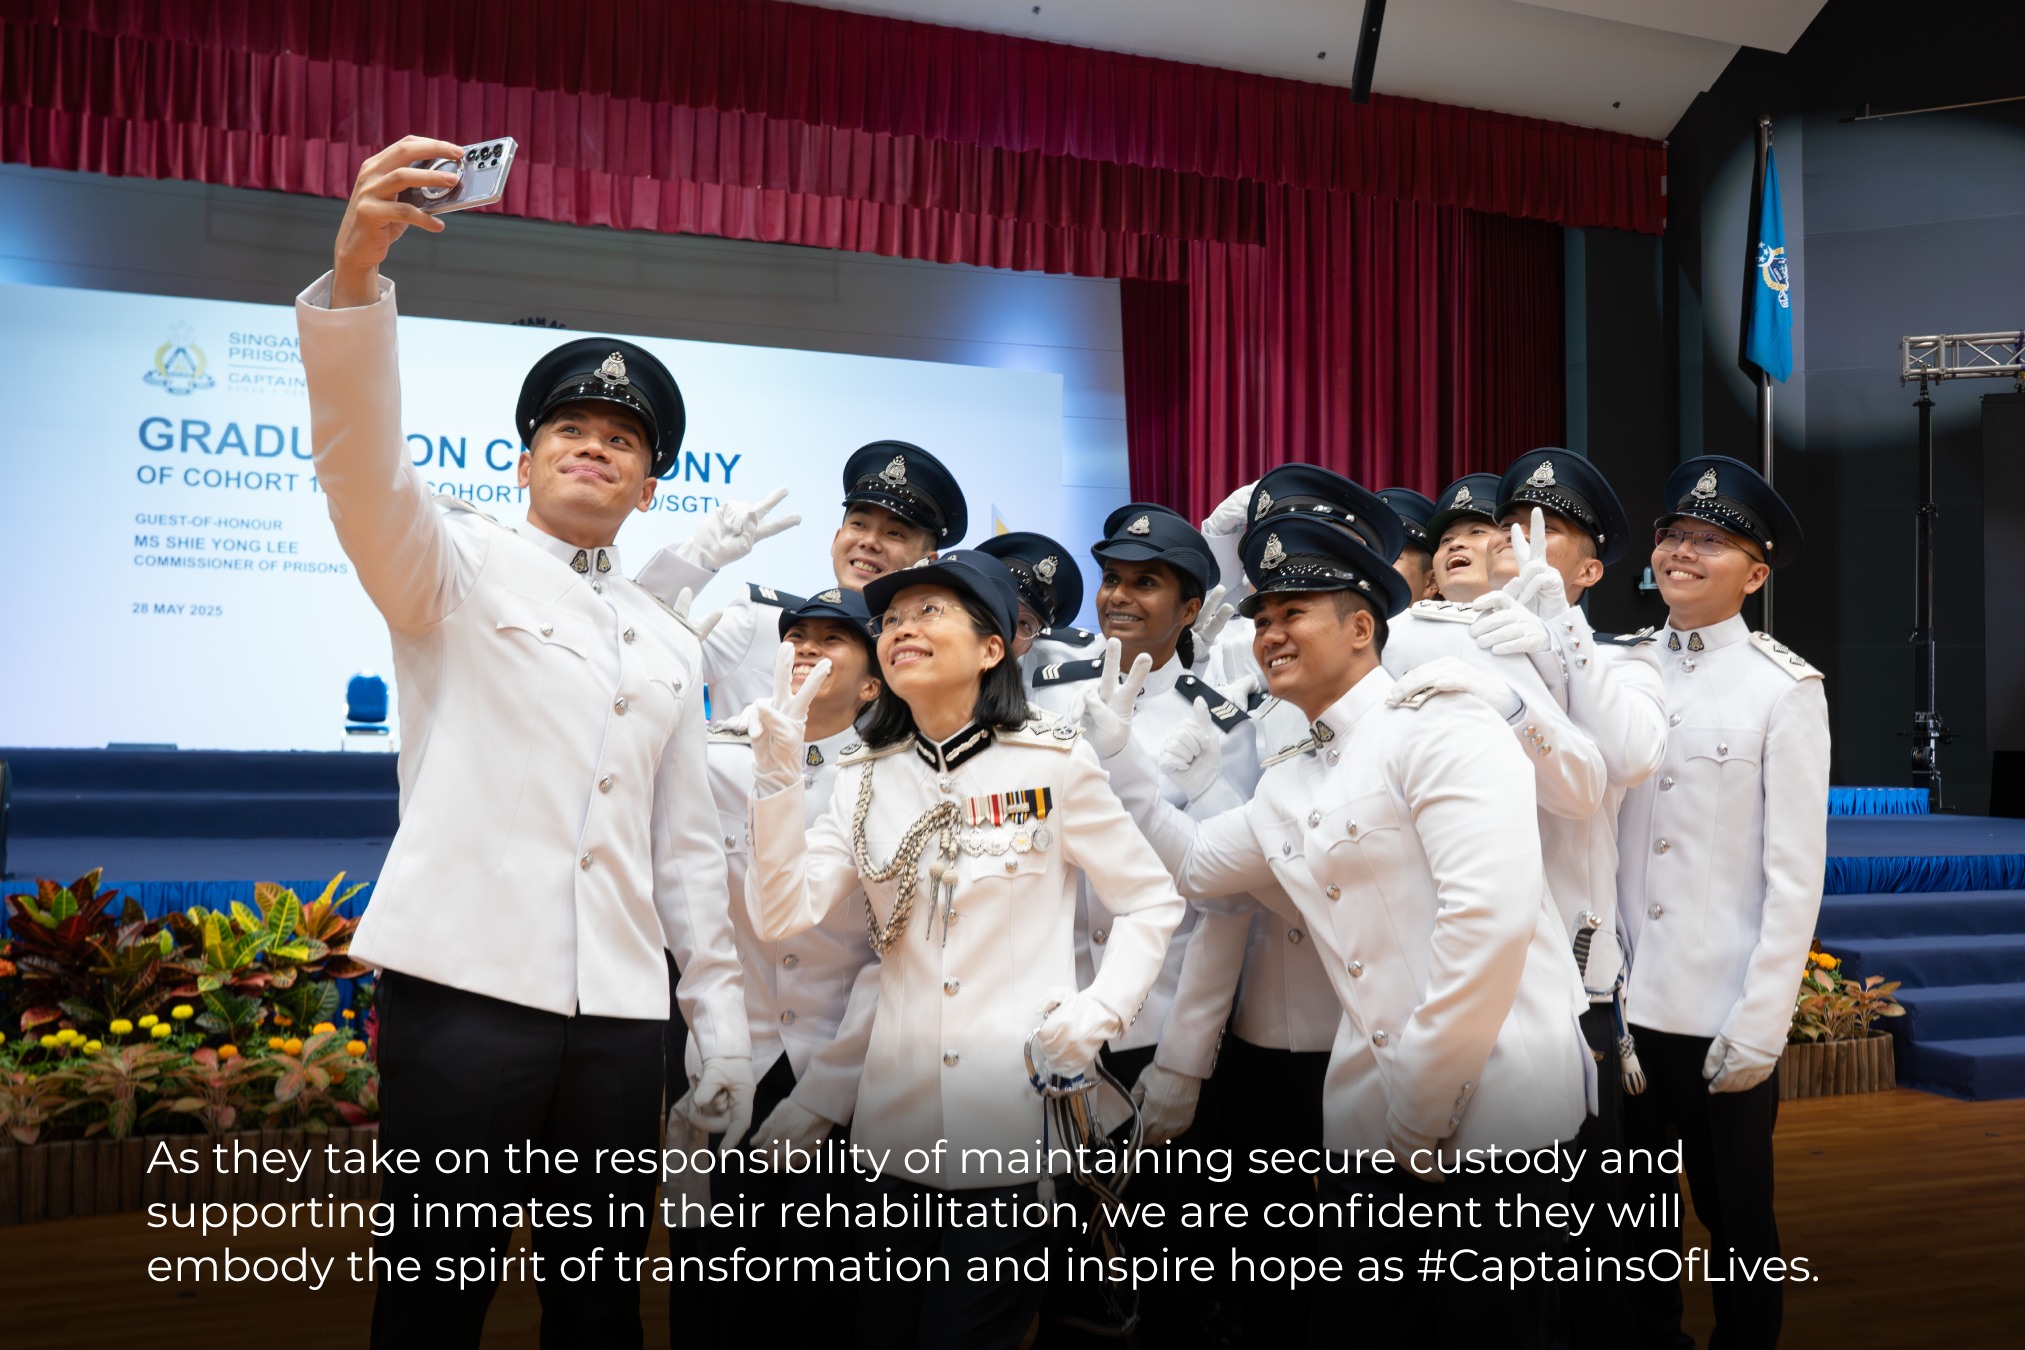 SINGAP
PRISON
CAPTAIN
GRADU ON C ONY
OF COHORT 1 COHORT D/SGT)
GUEST-OF-HONOUR
MS SHIE YONG LEE
COMMISSIONER OF PRISONS
28 MAY 2025
As they take on the responsibility of maintaining secure custody and
supporting inmates in their rehabilitation, we are confident they will
embody the spirit of transformation and inspire hope as #CaptainsOfLives.